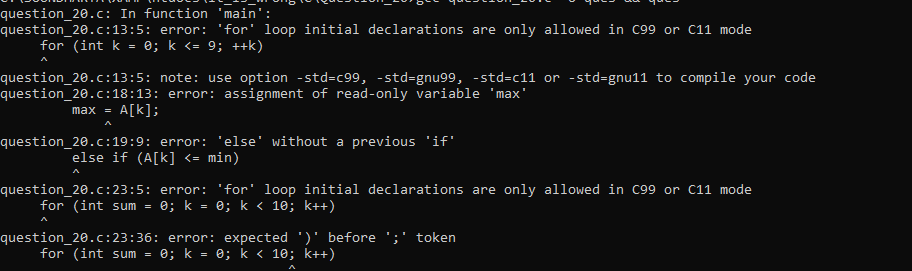 question_20.c: In function 'main':
question_20.c:13:5: error: 'for' loop initial declarations are only allowed in C99 or C11 mode
for (int k = 0; k <= 9; ++k)
^
question_20.c:13:5: note: use option -std=c99, -std=gnu99, -std=c11 or -std=gnu11 to compile your code
question_20.c:18:13: error: assignment of read-only variable 'max'
max = A[k];
^
question_20.c:19:9: error: 'else' without a previous 'if'
else if (A[k] <= min)
^
question_20.c:23:5: error: 'for' loop initial declarations are only allowed in C99 or C11 mode
for (int sum = 0; k = 0; k < 10; k++)
^
question_20.c:23:36: error: expected ')' before ';' token
for (int sum = 0; k = 0; k < 10; k++)
^